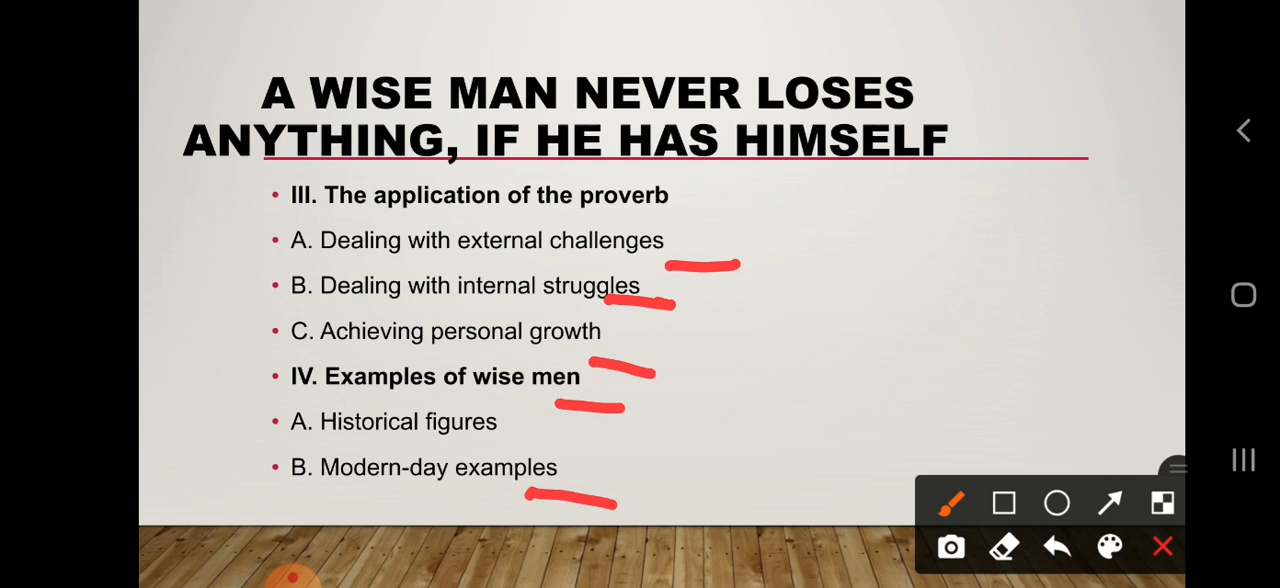 A WISE MAN NEVER LOSES
ANYTHING, IF HE HAS HIMSELF
• III. The application of the proverb
• A. Dealing with external challenges
• B. Dealing with internal struggles
• C. Achieving personal growth
• IV. Examples of wise men
• A. Historical figures
• B. Modern-day examples